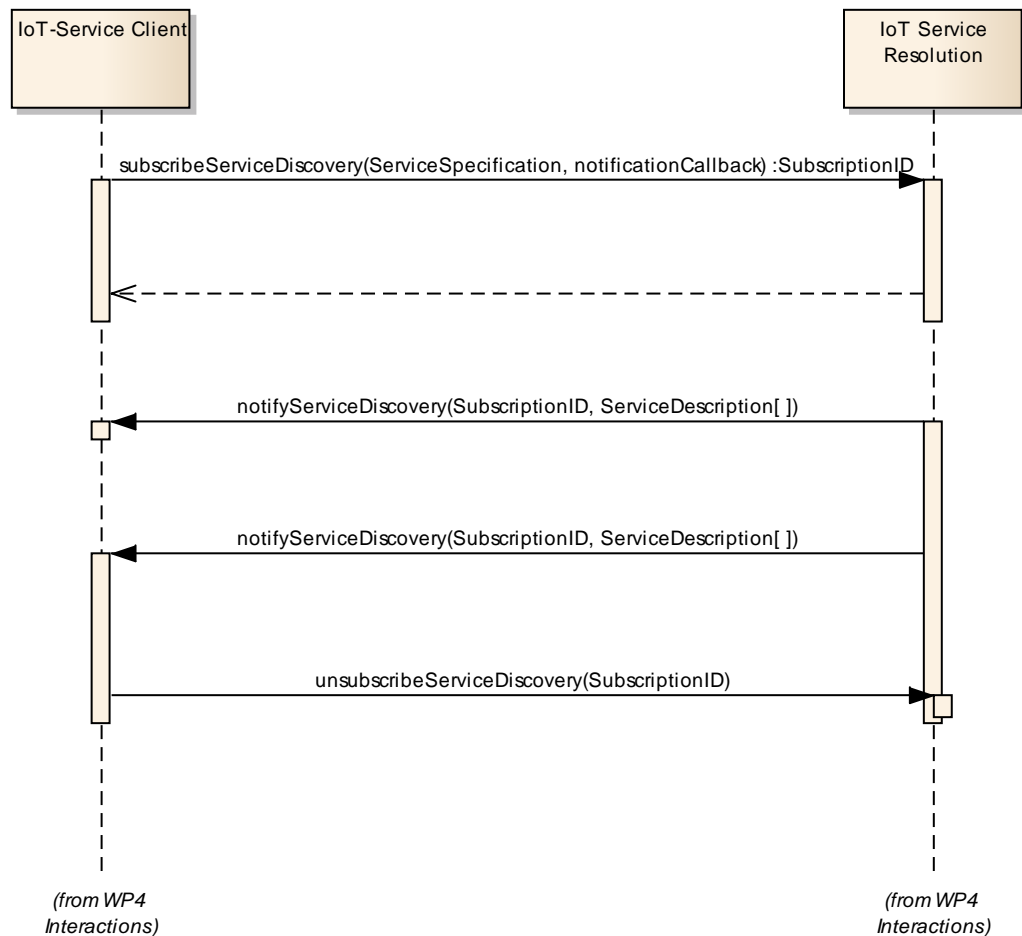 IoT-Service Client
IoT Service
Resolution
subscribeServiceDiscovery(ServiceSpecification, notificationCallback) :SubscriptionID
notifyServiceDiscovery(SubscriptionID, ServiceDescription[ ])
notifyServiceDiscovery(SubscriptionID, ServiceDescription[ ])
unsubscribeServiceDiscovery(SubscriptionID)
(from WP4
Interactions)
(from WP4
Interactions)